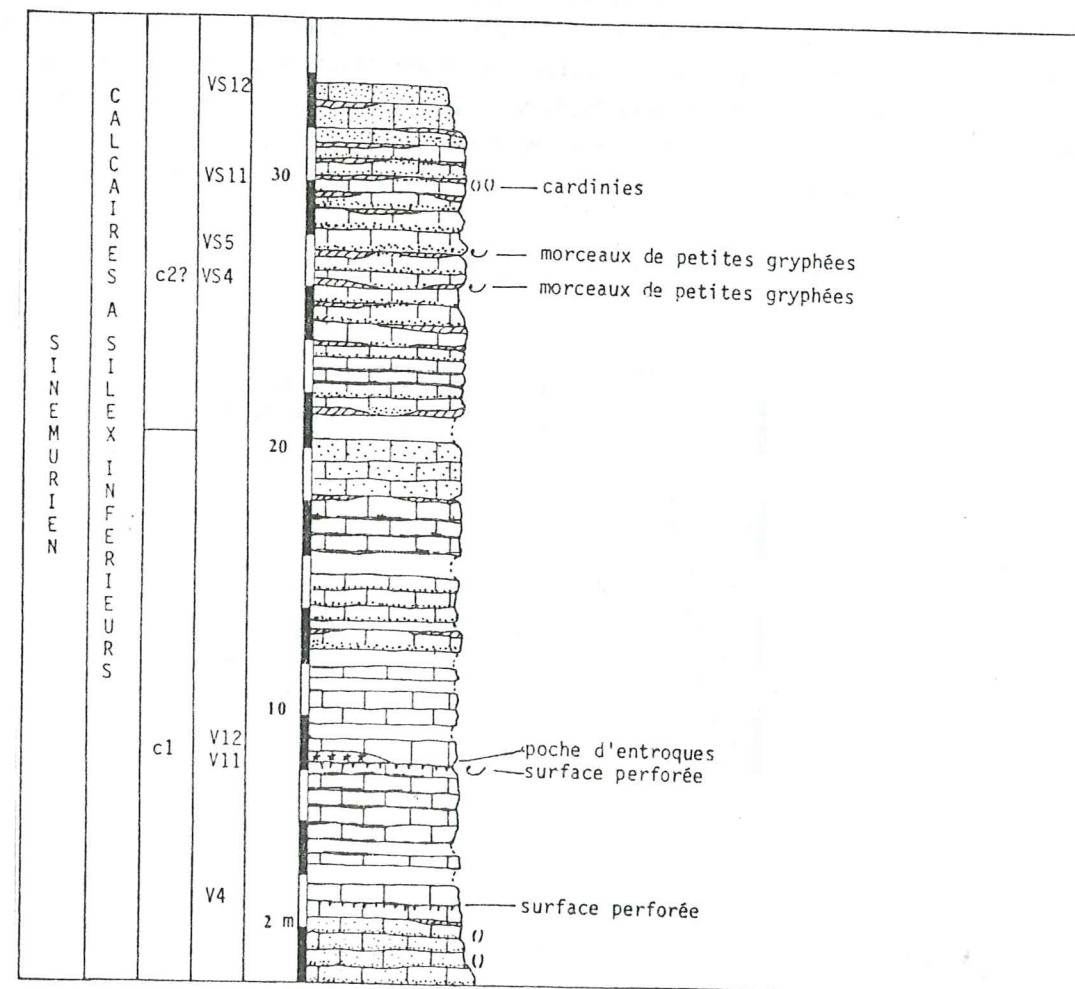 SINEMURIEN
CALCAIRES A SILEX INFERIEURS
c2?
c1
VS12
VS11
VS5
VS4
V12
V11
V4
30
20
10
2 m
cardinies
morceaux de petites gryphées
morceaux de petites gryphées
poche d'entroques
surface perforée
surface perforée